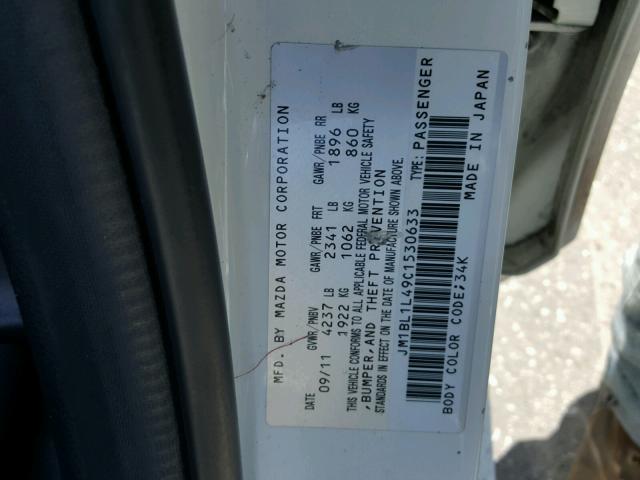 MFD. BY MAZDA MOTOR CORPORATION
DATE GVWR/PNBV GAWR/PNBE FRT GAWR/PNBE RR
09/11 4237 LB 2341 LB 1896 LB
1922 KG 1062 KG 860 KG
THIS VEHICLE CONFORMS TO ALL APPLICABLE FEDERAL MOTOR VEHICLE SAFETY
,BUMPER,AND THEFT PREVENTION
STANDARDS IN EFFECT ON THE DATE OF MANUFACTURE SHOWN ABOVE.
JM1BL1L49C1530633 TYPE: PASSENGER
BODY COLOR CODE;34K
MADE IN JAPAN